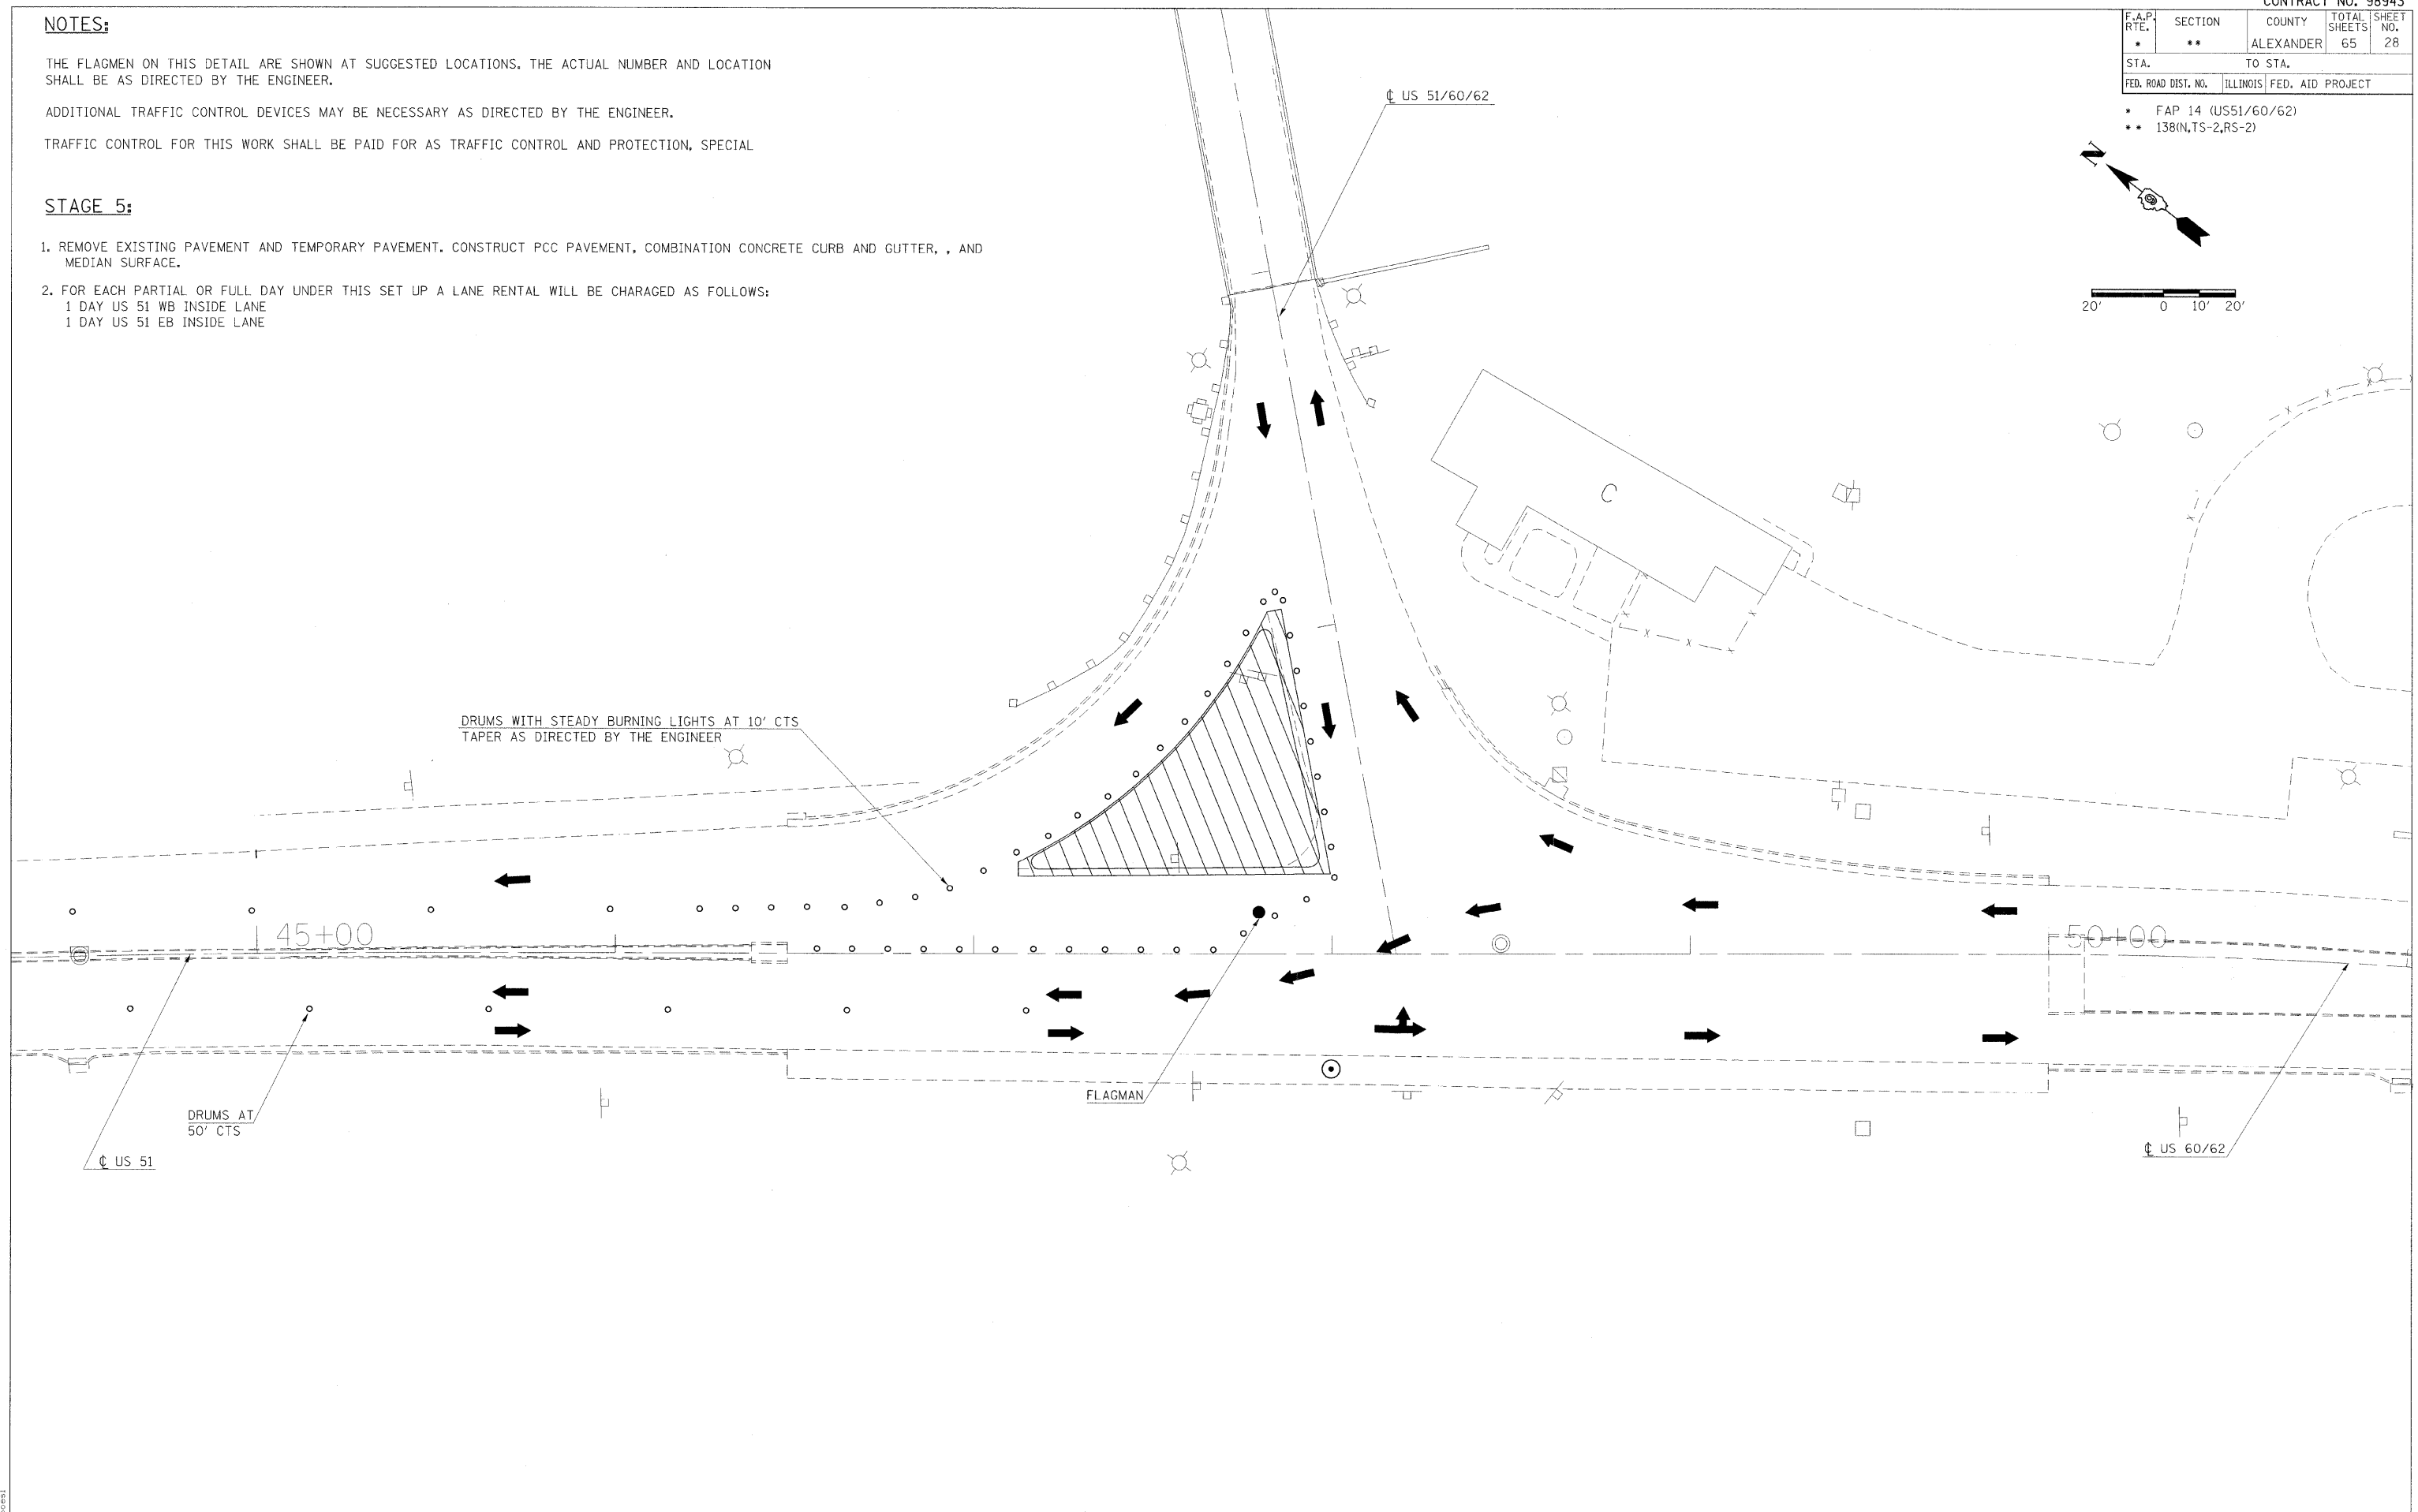 CONTRACT NO. 98943
F.A.P. RTE. SECTION COUNTY TOTAL SHEETS SHEET NO.
* ** ALEXANDER 65 28
STA. TO STA.
FED. ROAD DIST. NO. ILLINOIS FED. AID PROJECT
* FAP 14 (US51/60/62)
** 138(N,TS-2,RS-2)
NOTES:
THE FLAGMEN ON THIS DETAIL ARE SHOWN AT SUGGESTED LOCATIONS. THE ACTUAL NUMBER AND LOCATION
SHALL BE AS DIRECTED BY THE ENGINEER.
ADDITIONAL TRAFFIC CONTROL DEVICES MAY BE NECESSARY AS DIRECTED BY THE ENGINEER.
TRAFFIC CONTROL FOR THIS WORK SHALL BE PAID FOR AS TRAFFIC CONTROL AND PROTECTION, SPECIAL
STAGE 5:
1. REMOVE EXISTING PAVEMENT AND TEMPORARY PAVEMENT. CONSTRUCT PCC PAVEMENT, COMBINATION CONCRETE CURB AND GUTTER, , AND
MEDIAN SURFACE.
2. FOR EACH PARTIAL OR FULL DAY UNDER THIS SET UP A LANE RENTAL WILL BE CHARAGED AS FOLLOWS:
1 DAY US 51 WB INSIDE LANE
1 DAY US 51 EB INSIDE LANE
℄ US 51/60/62
N
20' 0 10' 20'
C
DRUMS WITH STEADY BURNING LIGHTS AT 10' CTS
TAPER AS DIRECTED BY THE ENGINEER
45+00
50+00
FLAGMAN
DRUMS AT
50' CTS
℄ US 51
℄ US 60/62